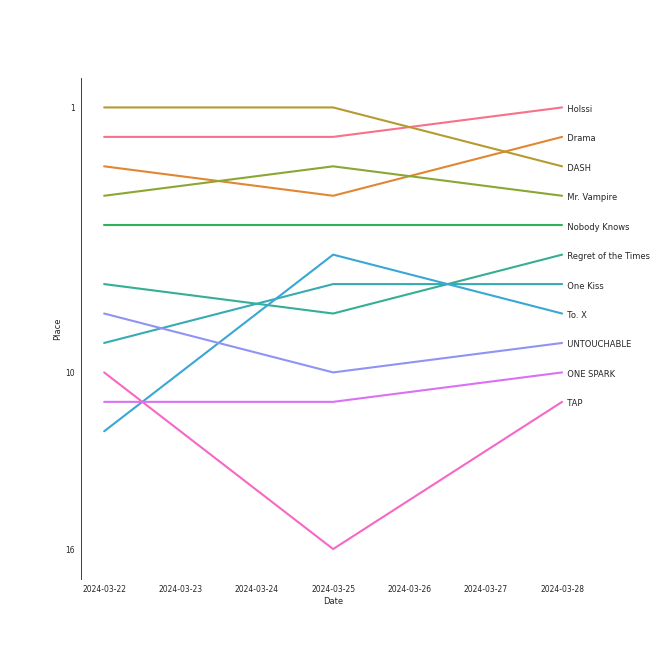 1
10
16
Place
Holssi
Drama
DASH
Mr. Vampire
Nobody Knows
Regret of the Times
One Kiss
To. X
UNTOUCHABLE
ONE SPARK
TAP
2024-03-22 2024-03-23 2024-03-24 2024-03-25 2024-03-26 2024-03-27 2024-03-28
Date